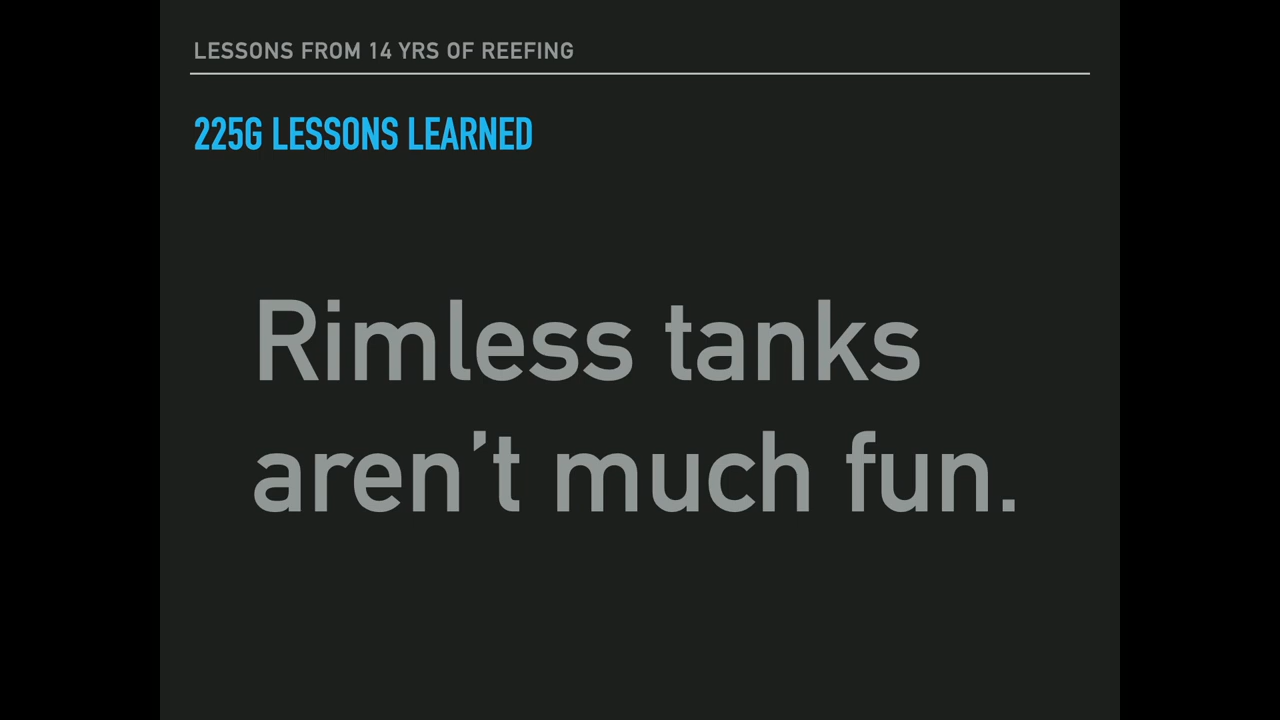 LESSONS FROM 14 YRS OF REEFING
225G LESSONS LEARNED
Rimless tanks
aren’t much fun.